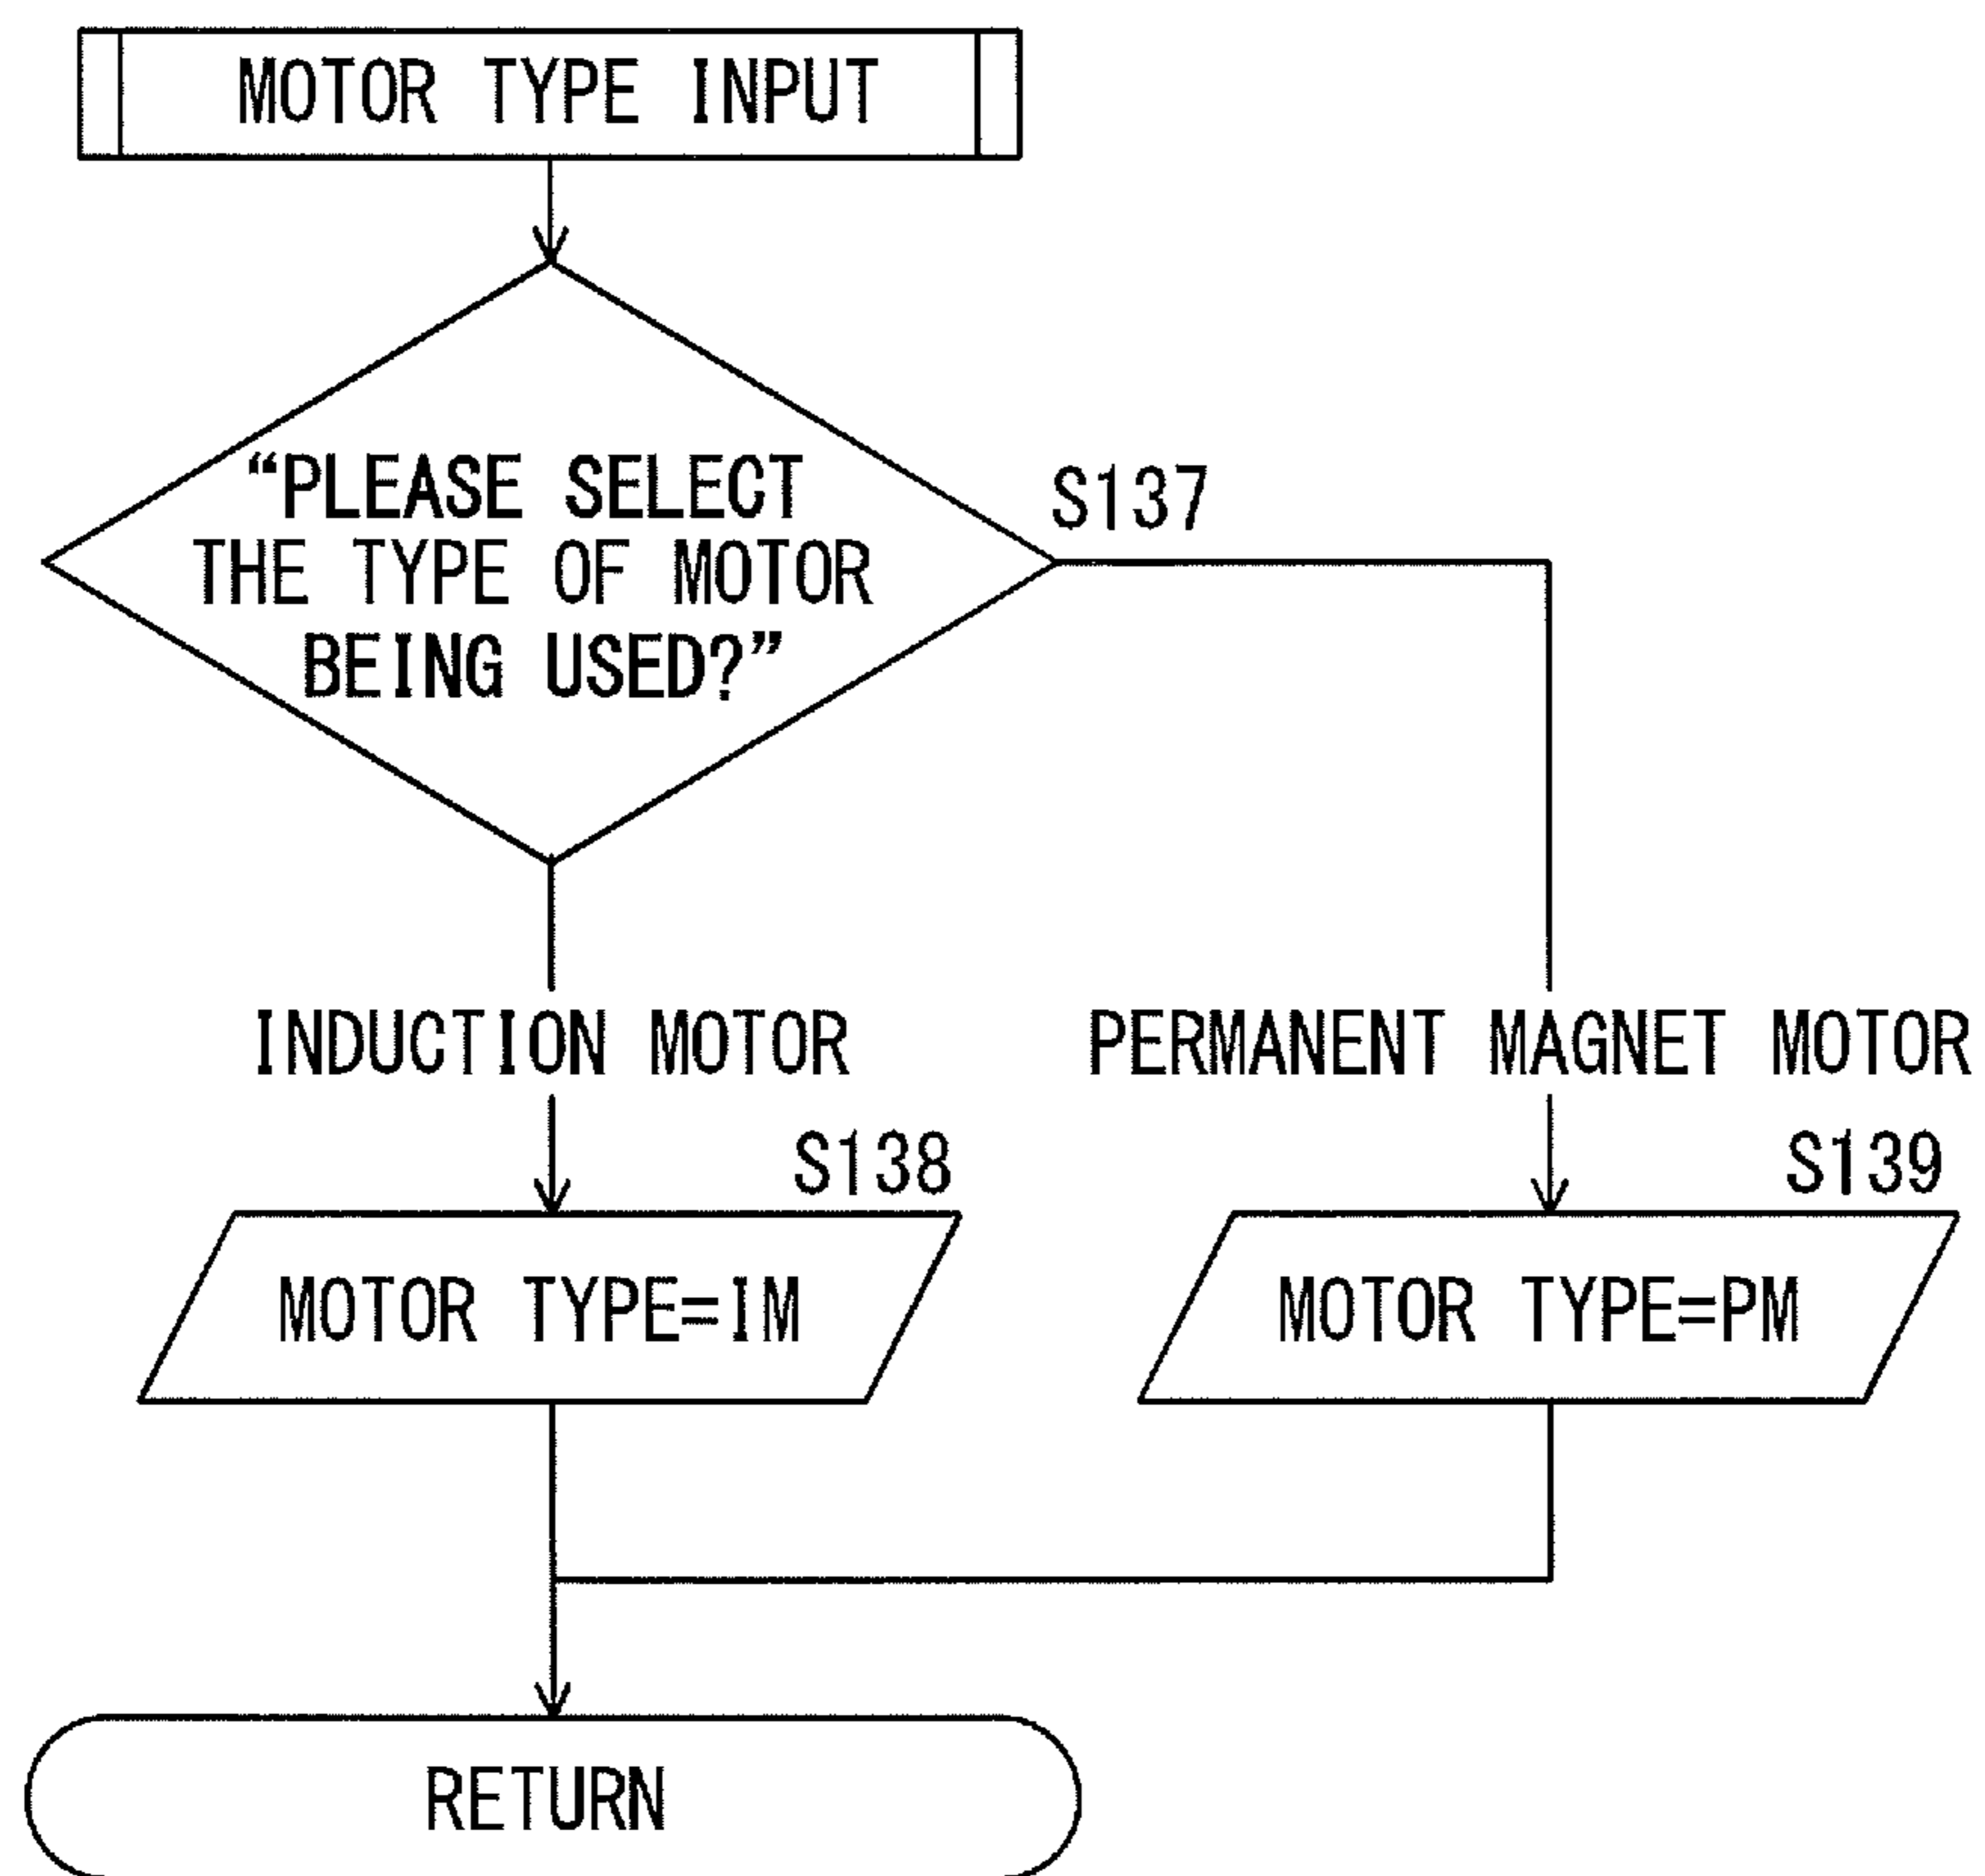 MOTOR TYPE INPUT
“PLEASE SELECT
THE TYPE OF MOTOR
BEING USED?”
S137
INDUCTION MOTOR
PERMANENT MAGNET MOTOR
S138
S139
MOTOR TYPE=IM
MOTOR TYPE=PM
RETURN